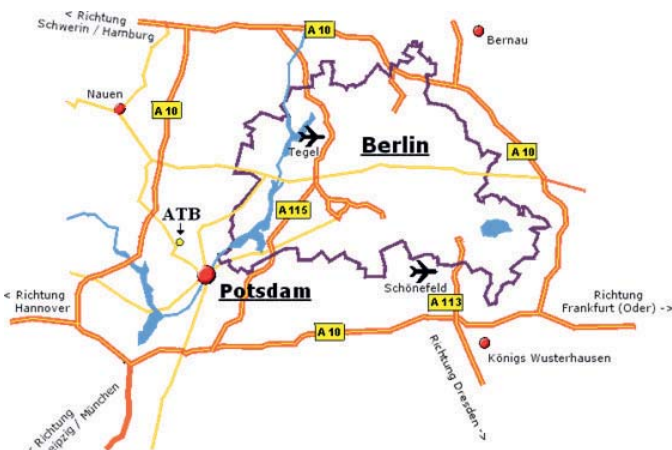 < Richtung
Schwerin / Hamburg
A 10
Bernau
Nauen
A 10
Tegel
Berlin
A 10
ATB
A 115
< Richtung
Hannover
Potsdam
Schönefeld
A 113
Richtung
Frankfurt (Oder) ->
A 10
Königs Wusterhausen
Richtung Dresden ->
Richtung
/ München